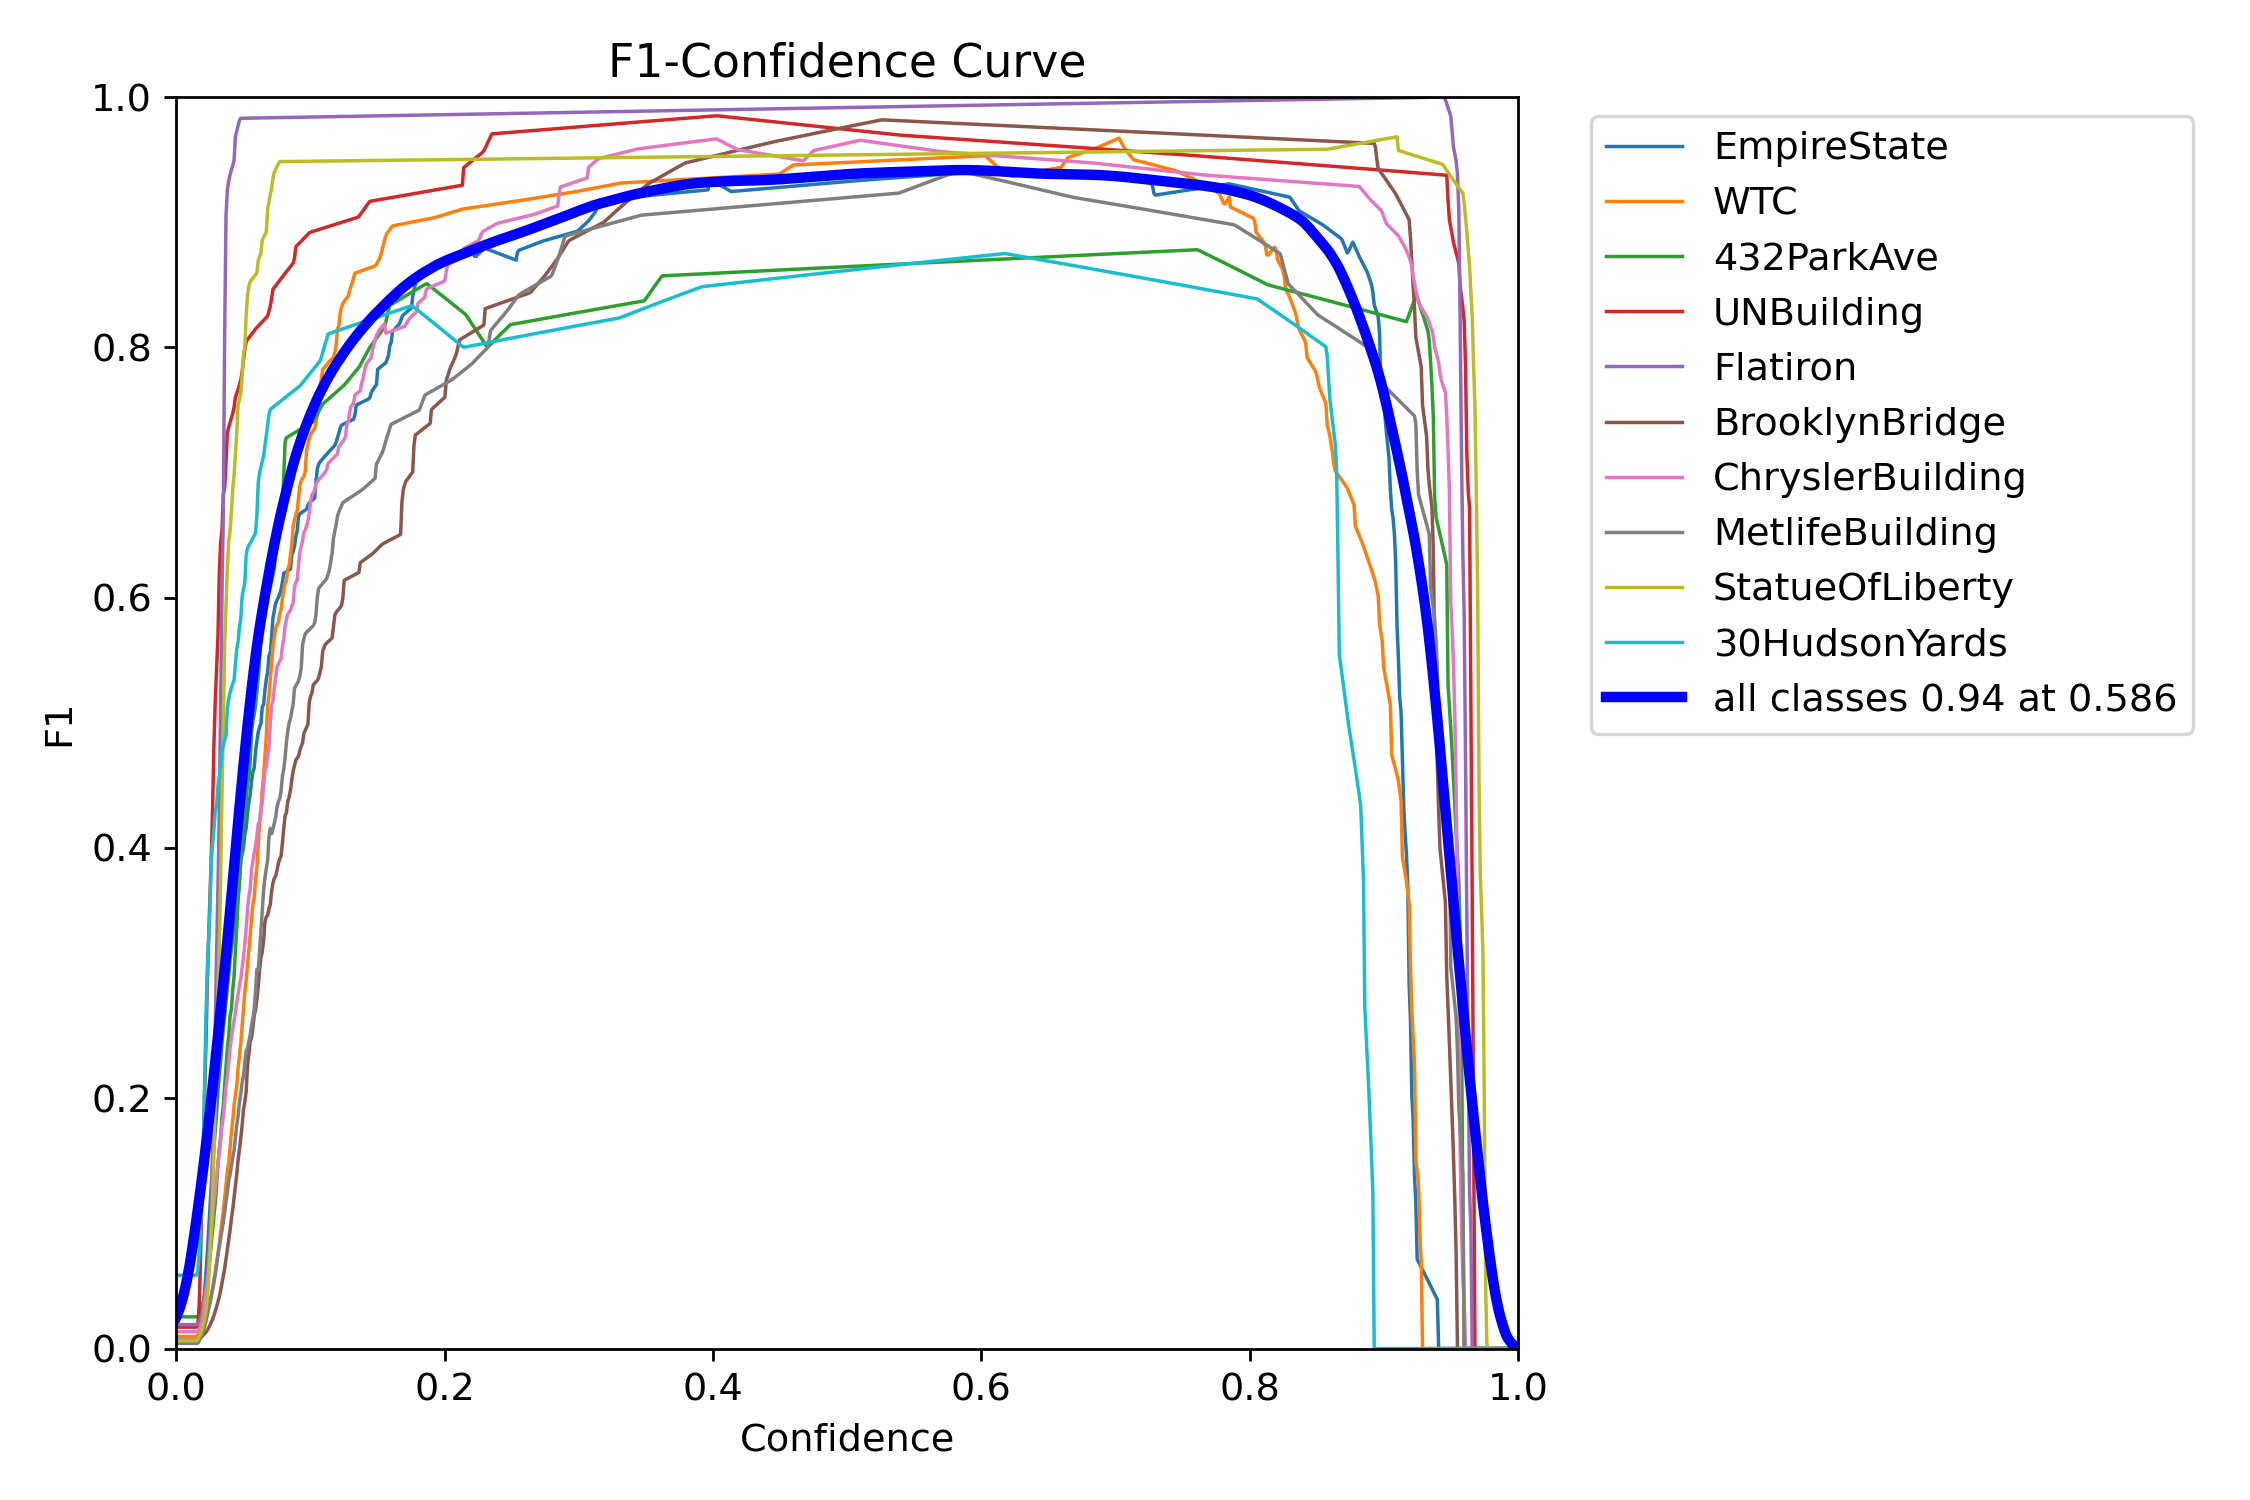 F1-Confidence Curve
1.0
0.8
0.6
0.4
0.2
0.0
F1
0.0 0.2 0.4 0.6 0.8 1.0
Confidence
EmpireState
WTC
432ParkAve
UNBuilding
Flatiron
BrooklynBridge
ChryslerBuilding
MetlifeBuilding
StatueOfLiberty
30HudsonYards
all classes 0.94 at 0.586